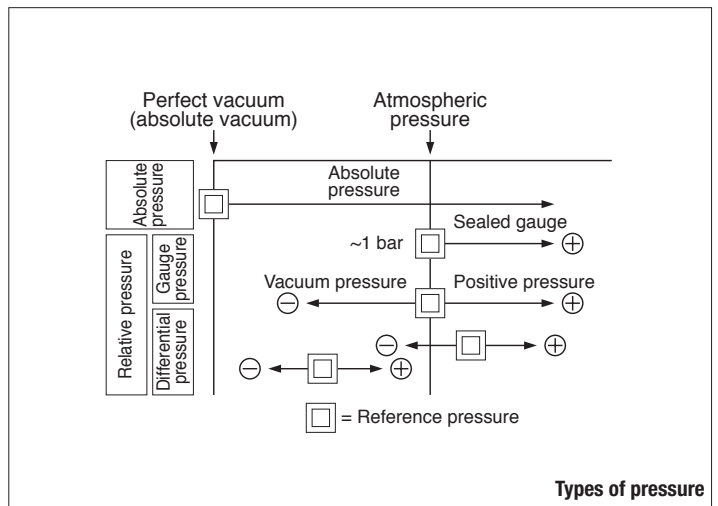 Perfect vacuum
(absolute vacuum)
Atmospheric
pressure
Absolute
pressure
Absolute
pressure
Sealed gauge
~1 bar
Relative pressure
Gauge
pressure
Vacuum pressure
Positive pressure
Differential
pressure
= Reference pressure
Types of pressure